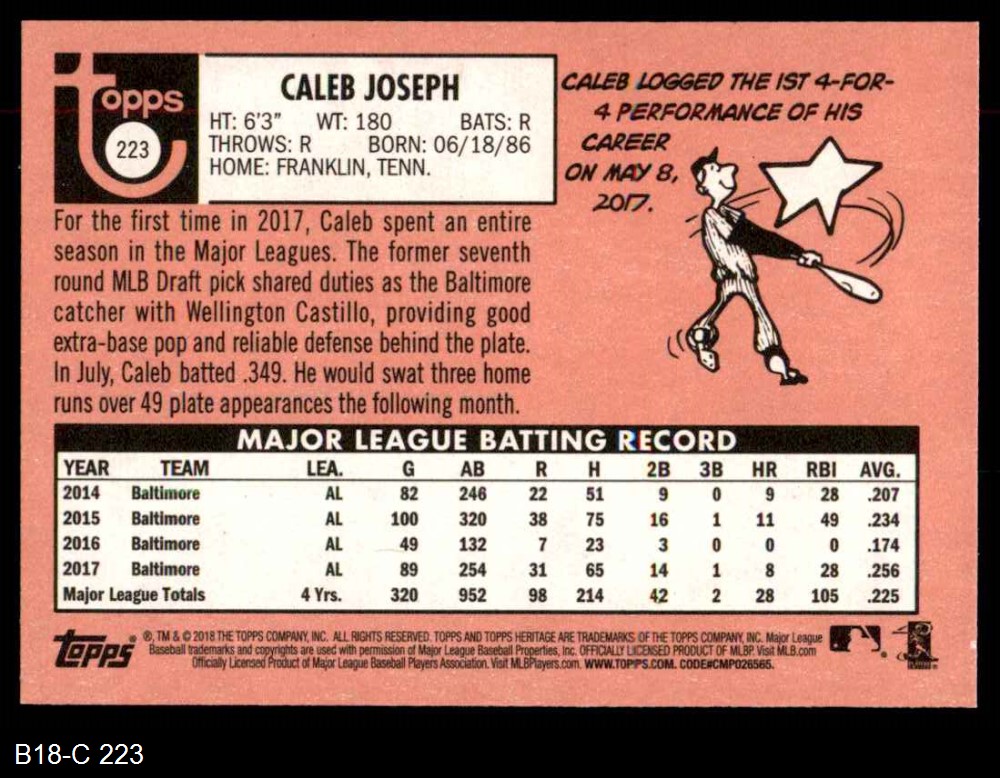 Topps
223
CALEB JOSEPH
HT: 6'3" WT: 180 BATS: R
THROWS: R BORN: 06/18/86
HOME: FRANKLIN, TENN.
CALEB LOGGED THE 1ST 4-FOR-
4 PERFORMANCE OF HIS
CAREER
ON MAY 8,
2017.
For the first time in 2017, Caleb spent an entire
season in the Major Leagues. The former seventh
round MLB Draft pick shared duties as the Baltimore
catcher with Wellington Castillo, providing good
extra-base pop and reliable defense behind the plate.
In July, Caleb batted .349. He would swat three home
runs over 49 plate appearances the following month.
MAJOR LEAGUE BATTING RECORD
YEAR TEAM LEA. G AB R H 2B 3B HR RBI AVG.
2014 Baltimore AL 82 246 22 51 9 0 9 28 .207
2015 Baltimore AL 100 320 38 75 16 1 11 49 .234
2016 Baltimore AL 49 132 7 23 3 0 0 0 .174
2017 Baltimore AL 89 254 31 65 14 1 8 28 .256
Major League Totals 4 Yrs. 320 952 98 214 42 2 28 105 .225
Topps ®, TM & © 2018 THE TOPPS COMPANY, INC. ALL RIGHTS RESERVED. TOPPS AND TOPPS HERITAGE ARE TRADEMARKS OF THE TOPPS COMPANY, INC. Major League
Baseball trademarks and copyrights are used with permission of Major League Baseball Properties, Inc. OFFICIALLY LICENSED PRODUCT OF MLBP. Visit MLB.com
Officially Licensed Product of Major League Baseball Players Association. Visit MLBPlayers.com. WWW.TOPPS.COM. CODE#CMP026565.
B18-C 223